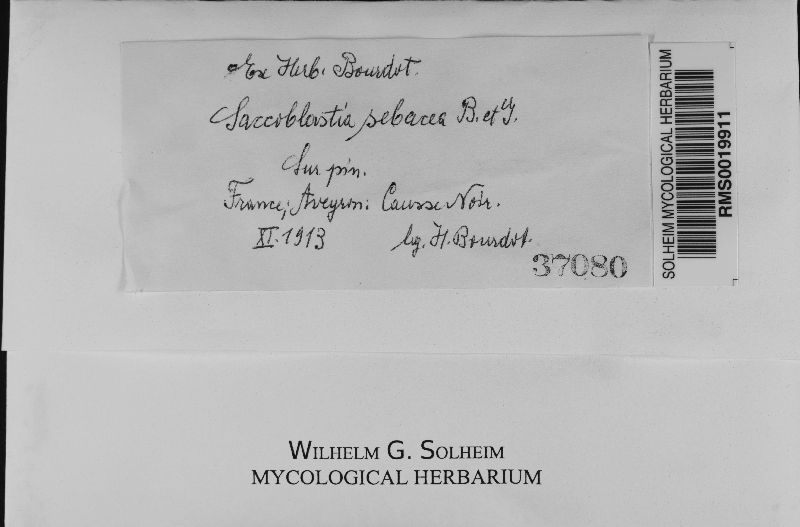 Ex Herb. Bourdot.
Saccoblastia sebacea B. et G.
Sur pin.
France; Aveyron: Causse Noir.
XI.1913 lg. H. Bourdot.
37080
SOLHEIM MYCOLOGICAL HERBARIUM
RMS0019911
WILHELM G. SOLHEIM
MYCOLOGICAL HERBARIUM